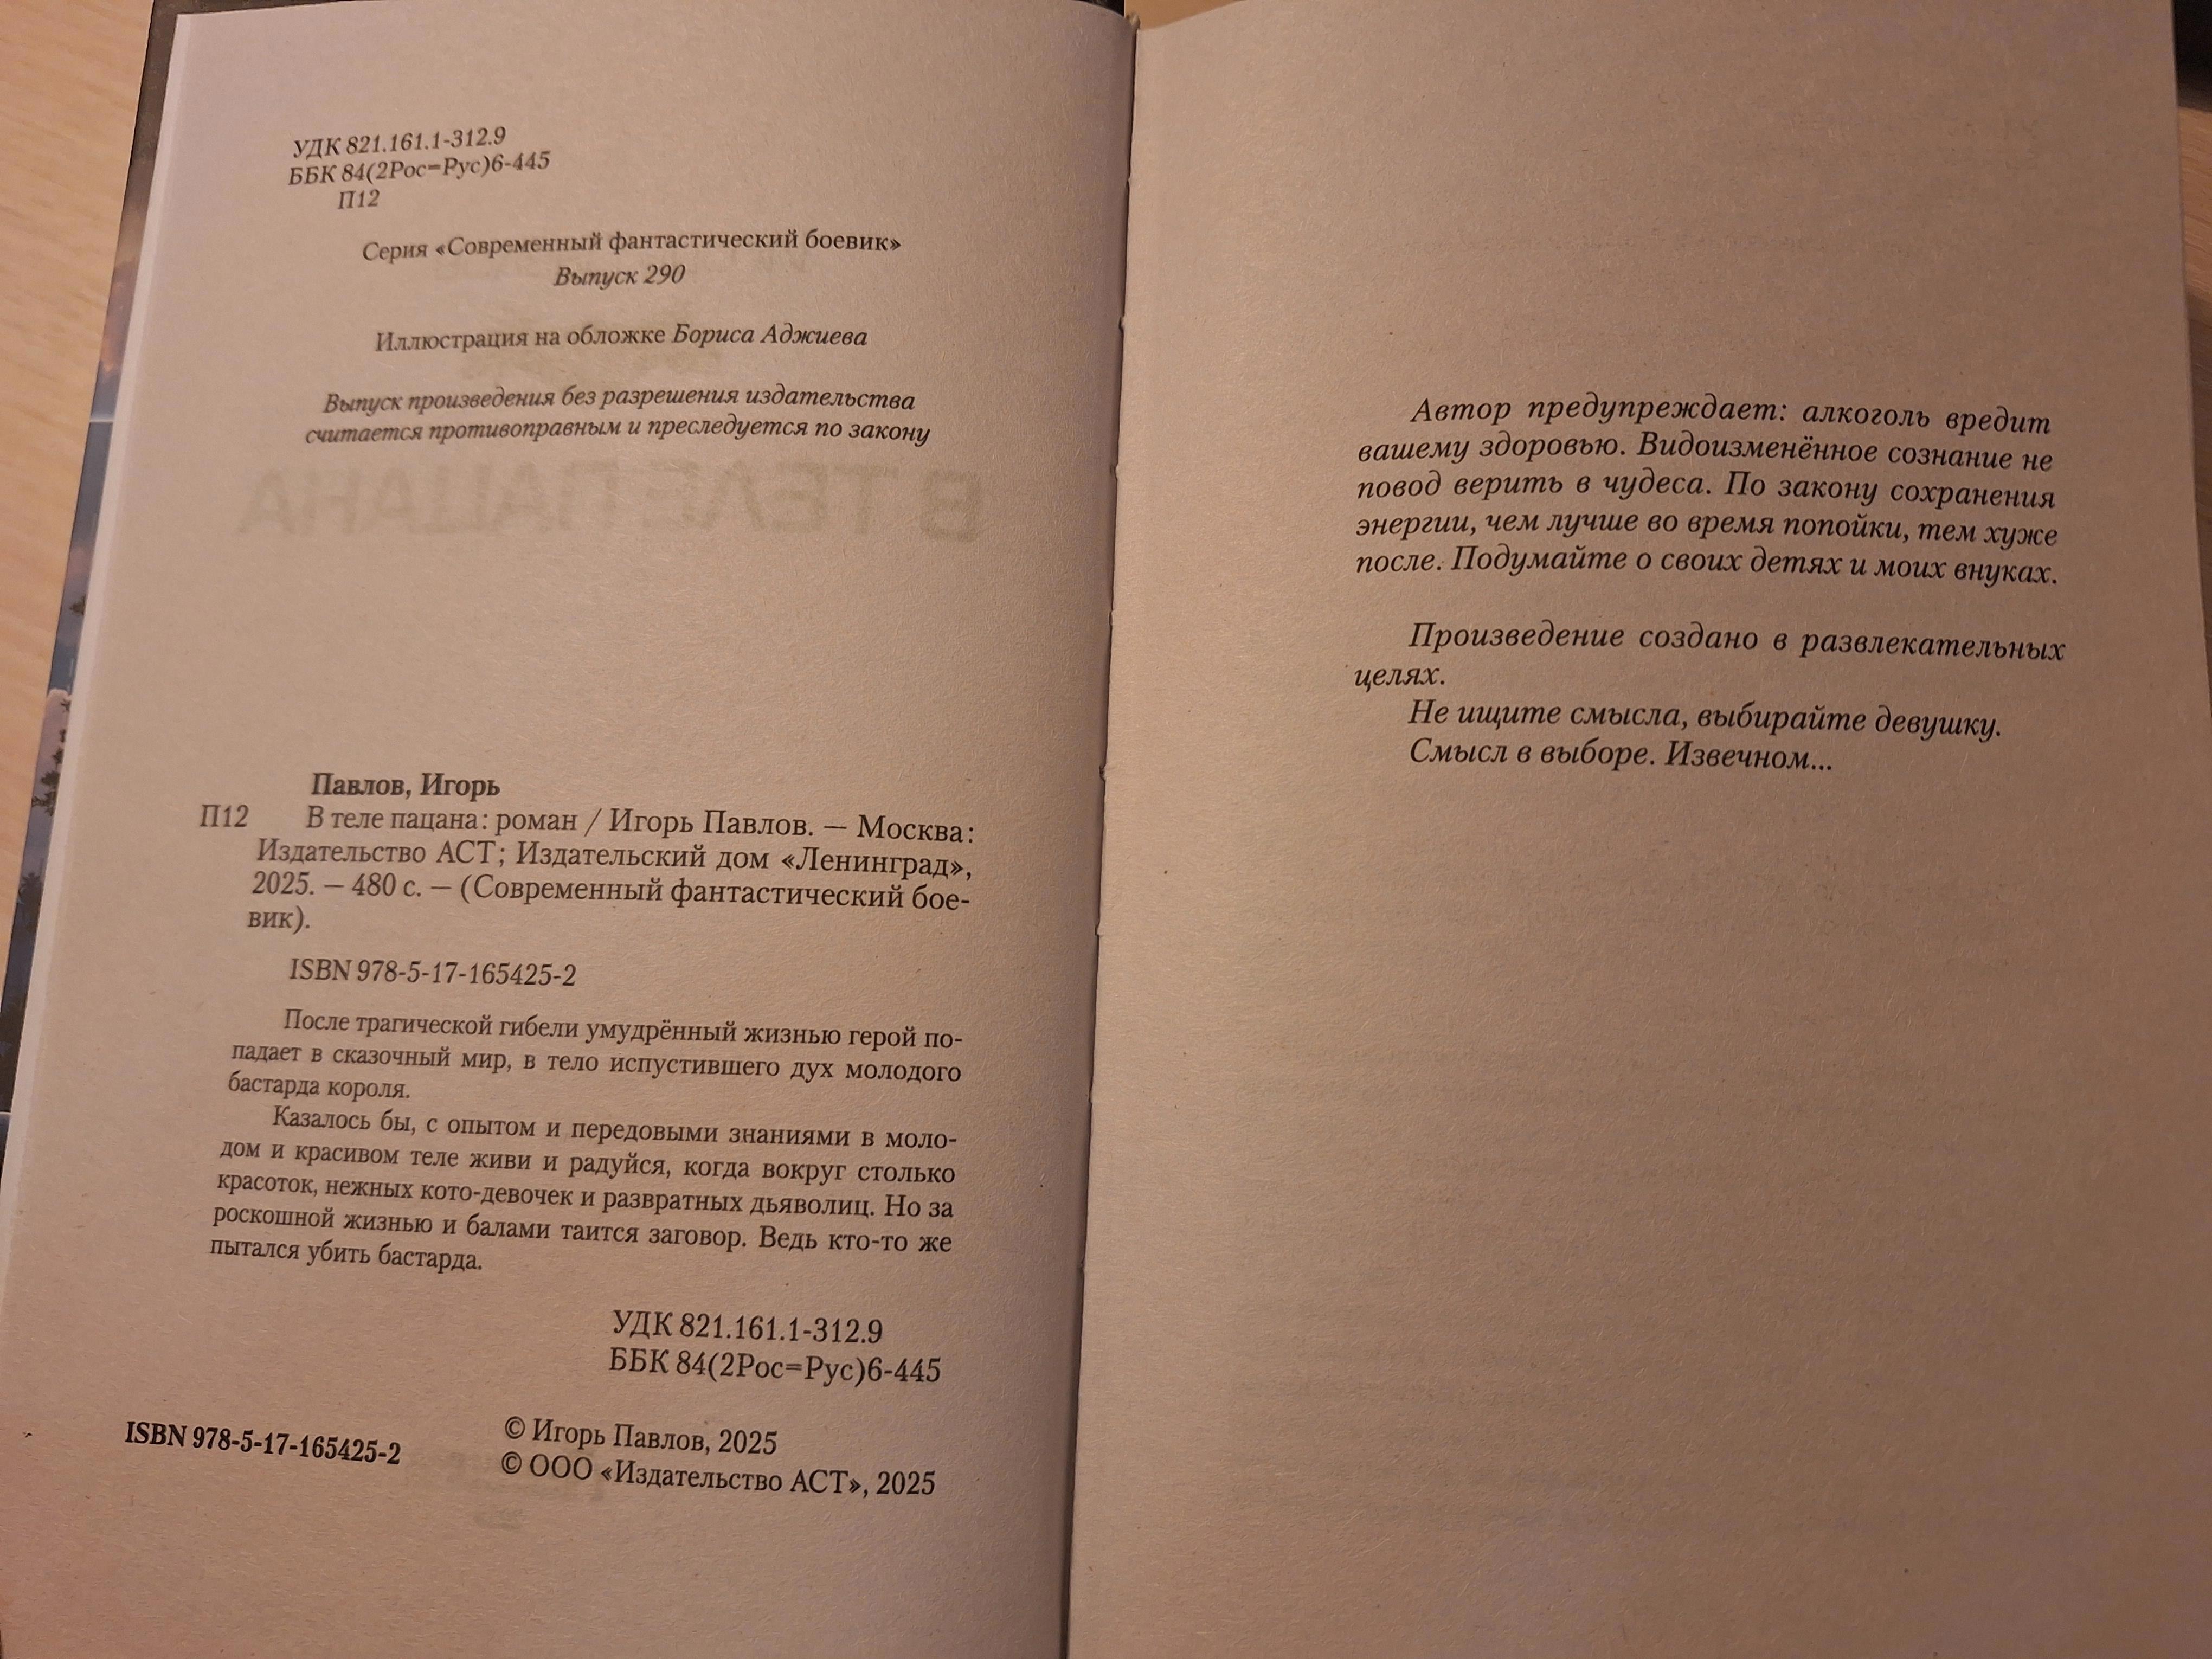 УДК 821.161.1-312.9
ББК 84(2Рос=Рус)6-445
П12
Серия «Современный фантастический боевик»
Выпуск 290
Иллюстрация на обложке Бориса Аджиева
Выпуск произведения без разрешения издательства
считается противоправным и преследуется по закону
Павлов, Игорь
П12 В теле пацана: роман / Игорь Павлов. — Москва:
Издательство АСТ; Издательский дом «Ленинград»,
2025. — 480 с. — (Современный фантастический бое-
вик).
ISBN 978-5-17-165425-2
После трагической гибели умудрённый жизнью герой по-
падает в сказочный мир, в тело испустившего дух молодого
бастарда короля.
Казалось бы, с опытом и передовыми знаниями в моло-
дом и красивом теле живи и радуйся, когда вокруг столько
красоток, нежных кото-девочек и развратных дьяволиц. Но за
роскошной жизнью и балами таится заговор. Ведь кто-то же
пытался убить бастарда.
УДК 821.161.1-312.9
ББК 84(2Рос=Рус)6-445
ISBN 978-5-17-165425-2
© Игорь Павлов, 2025
© ООО «Издательство АСТ», 2025
Автор предупреждает: алкоголь вредит
вашему здоровью. Видоизменённое сознание не
повод верить в чудеса. По закону сохранения
энергии, чем лучше во время попойки, тем хуже
после. Подумайте о своих детях и моих внуках.
Произведение создано в развлекательных
целях.
Не ищите смысла, выбирайте девушку.
Смысл в выборе. Извечном...